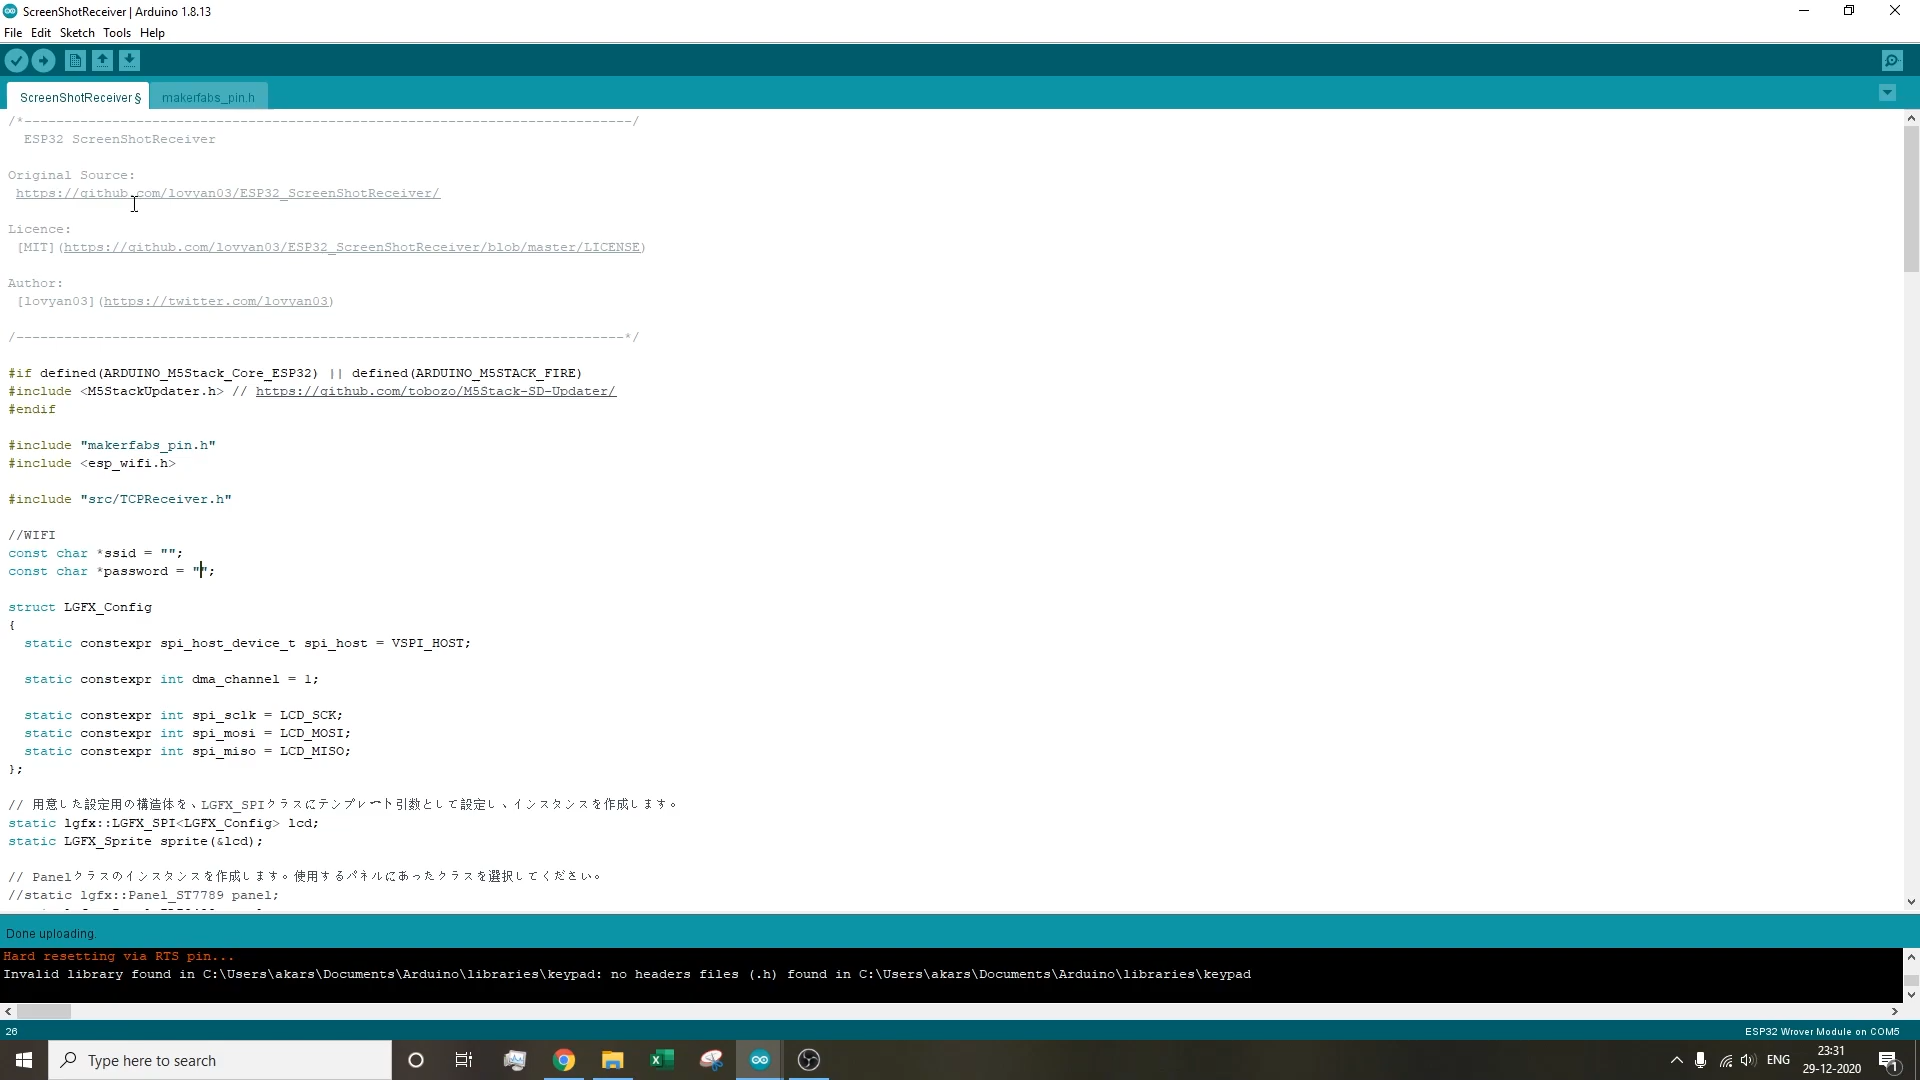 ScreenShotReceiver | Arduino 1.8.13
File Edit Sketch Tools Help
ScreenShotReceiver § makerfabs_pin.h
/*----------------------------------------------------------------------------/
ESP32 ScreenShotReceiver
Original Source:
https://github.com/lovyan03/ESP32_ScreenShotReceiver/
Licence:
[MIT](https://github.com/lovyan03/ESP32_ScreenShotReceiver/blob/master/LICENSE)
Author:
[lovyan03](https://twitter.com/lovyan03)
/----------------------------------------------------------------------------*/
#if defined(ARDUINO_M5Stack_Core_ESP32) || defined(ARDUINO_M5STACK_FIRE)
#include <M5StackUpdater.h> // https://github.com/tobozo/M5Stack-SD-Updater/
#endif
#include "makerfabs_pin.h"
#include <esp_wifi.h>
#include "src/TCPReceiver.h"
//WIFI
const char *ssid = "";
const char *password = "";
struct LGFX_Config
{
static constexpr spi_host_device_t spi_host = VSPI_HOST;
static constexpr int dma_channel = 1;
static constexpr int spi_sclk = LCD_SCK;
static constexpr int spi_mosi = LCD_MOSI;
static constexpr int spi_miso = LCD_MISO;
};
// 用意した設定用の構造体を、LGFX_SPIクラスにテンプレート引数として設定し、インスタンスを作成します。
static lgfx::LGFX_SPI<LGFX_Config> lcd;
static LGFX_Sprite sprite(&lcd);
// Panelクラスのインスタンスを作成します。使用するパネルにあったクラスを選択してください。
//static lgfx::Panel_ST7789 panel;
Done uploading.
Hard resetting via RTS pin...
Invalid library found in C:\Users\akars\Documents\Arduino\libraries\keypad: no headers files (.h) found in C:\Users\akars\Documents\Arduino\libraries\keypad
26
ESP32 Wrover Module on COM5
Type here to search
ENG
23:31
29-12-2020
1